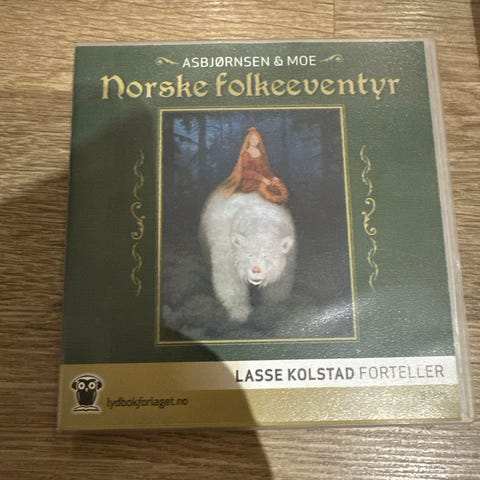 ASBJØRNSEN & MOE
Norske folkeeventyr
LASSE KOLSTAD FORTELLER
lydbokforlaget.no